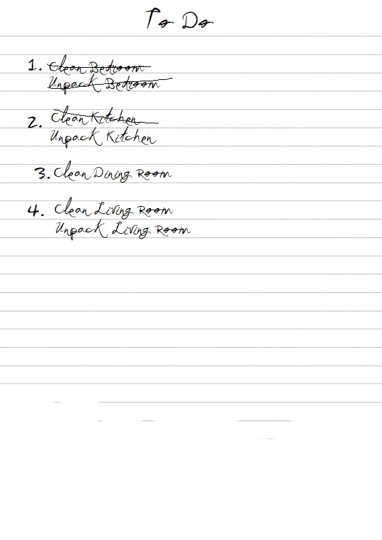 To Do
1. Clean Bedroom
Unpack Bedroom
2. Clean Kitchen
Unpack Kitchen
3. Clean Dining Room
4. Clean Living Room
Unpack Living Room